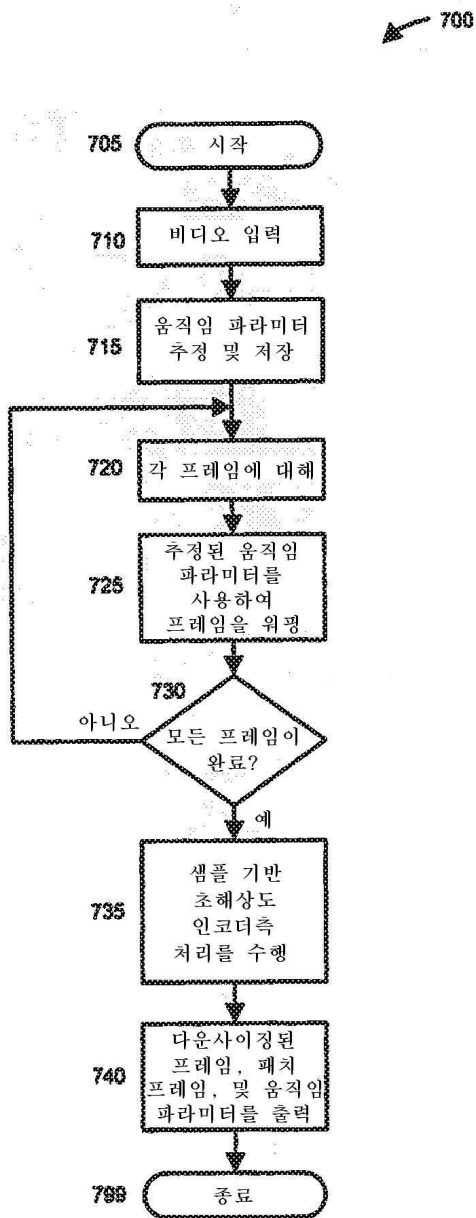 700
705
시작
710
비디오 입력
715
움직임 파라미터
추정 및 저장
720
각 프레임에 대해
725
추정된 움직임
파라미터를
사용하여
프레임을 워핑
730
아니오
모든 프레임이
완료?
예
735
샘플 기반
초해상도
인코더측
처리를 수행
740
다운사이징된
프레임, 패치
프레임, 및 움직임
파라미터를 출력
799
종료